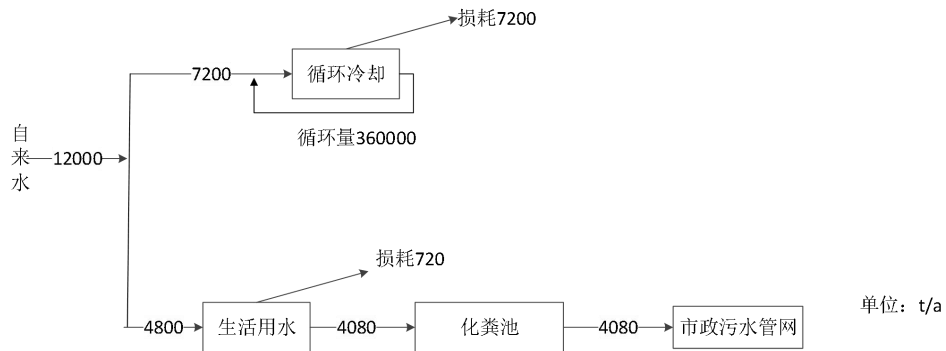 损耗7200
7200
循环冷却
循环量360000
自来水
12000
损耗720
4800
生活用水
4080
化粪池
4080
市政污水管网
单位：t/a